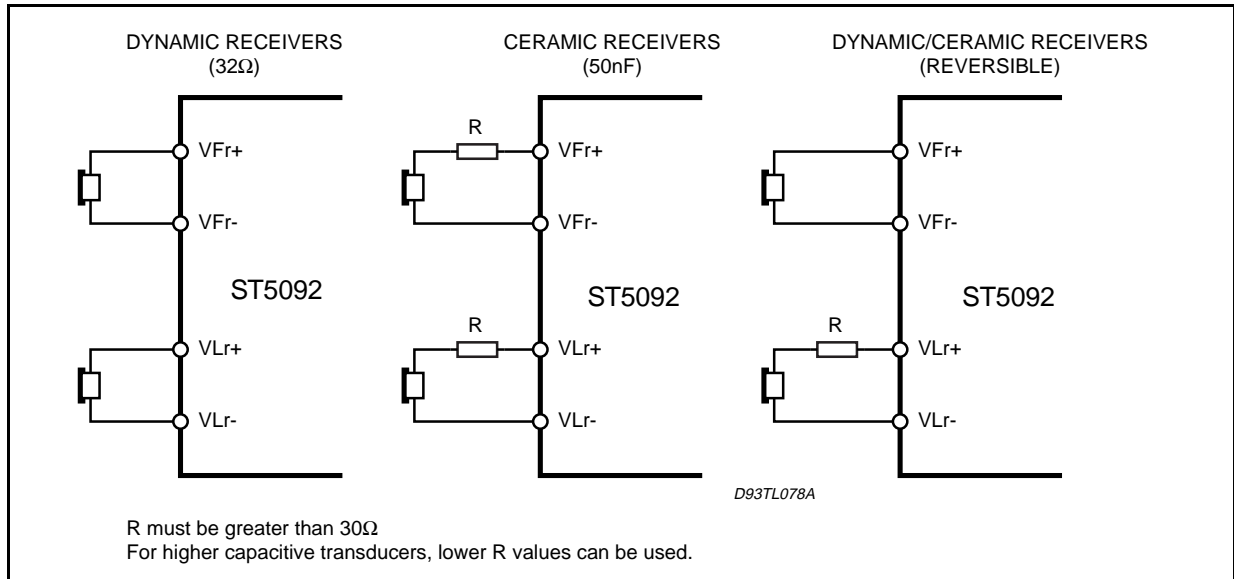 DYNAMIC RECEIVERS
(32Ω)
CERAMIC RECEIVERS
(50nF)
DYNAMIC/CERAMIC RECEIVERS
(REVERSIBLE)
VFr+
VFr-
ST5092
VLr+
VLr-
R
VFr+
VFr-
ST5092
R
VLr+
VLr-
VFr+
VFr-
ST5092
R
VLr+
VLr-
D93TL078A
R must be greater than 30Ω
For higher capacitive transducers, lower R values can be used.